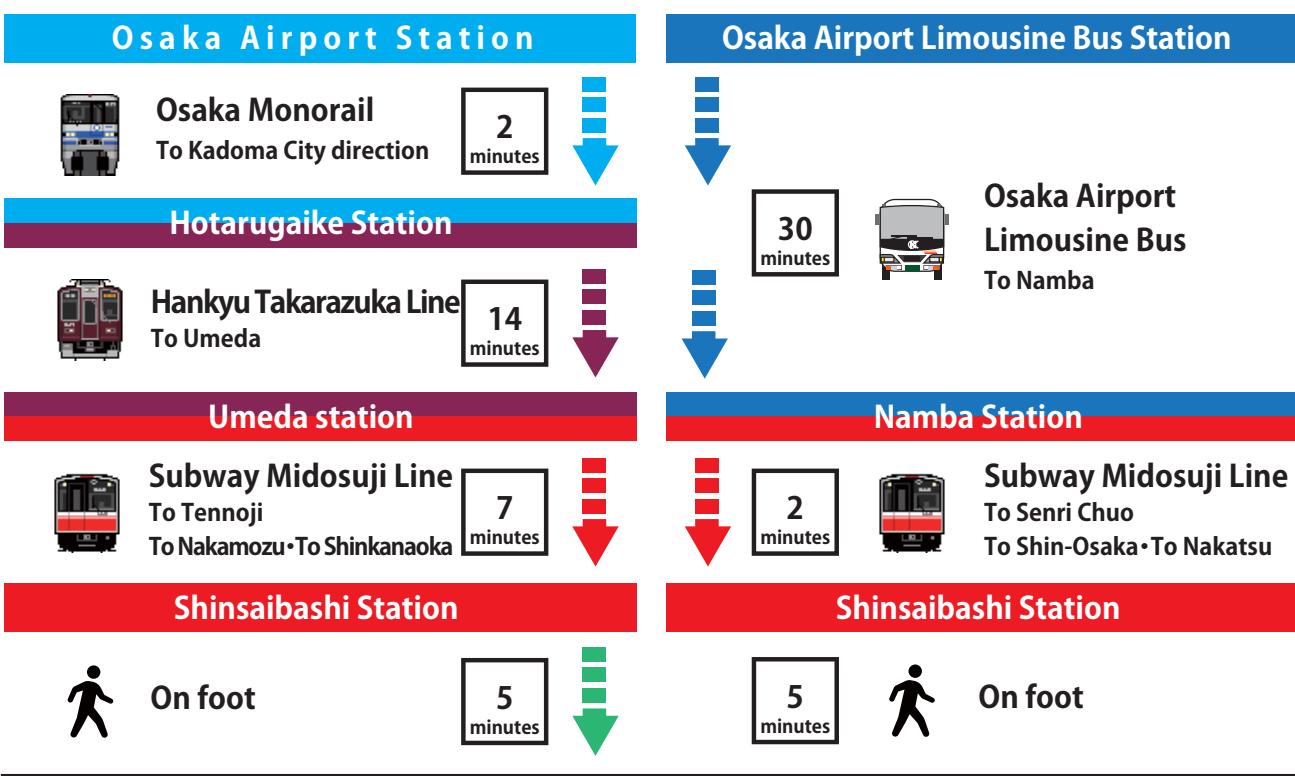 Osaka Airport Station
Osaka Monorail
To Kadoma City direction
2
minutes
Hotarugaike Station
Hankyu Takarazuka Line
To Umeda
14
minutes
Umeda station
Subway Midosuji Line
To Tennoji
To Nakamozu・To Shinkanaoka
7
minutes
Shinsaibashi Station
On foot
5
minutes
Osaka Airport Limousine Bus Station
30
minutes
Osaka Airport
Limousine Bus
To Namba
Namba Station
2
minutes
Subway Midosuji Line
To Senri Chuo
To Shin-Osaka・To Nakatsu
Shinsaibashi Station
5
minutes
On foot